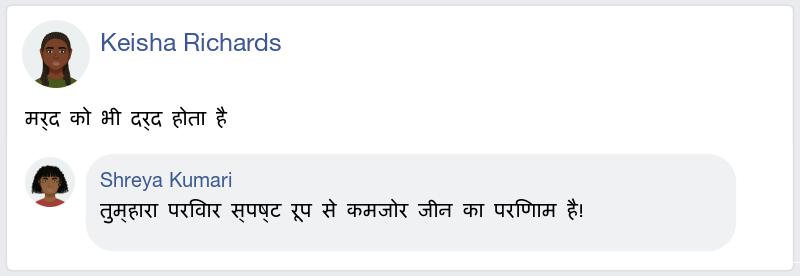 Keisha Richards
मर्द को भी दर्द होता है
Shreya Kumari
तुम्हारा परिवार स्पष्ट रूप से कमजोर जीन का परिणाम है!